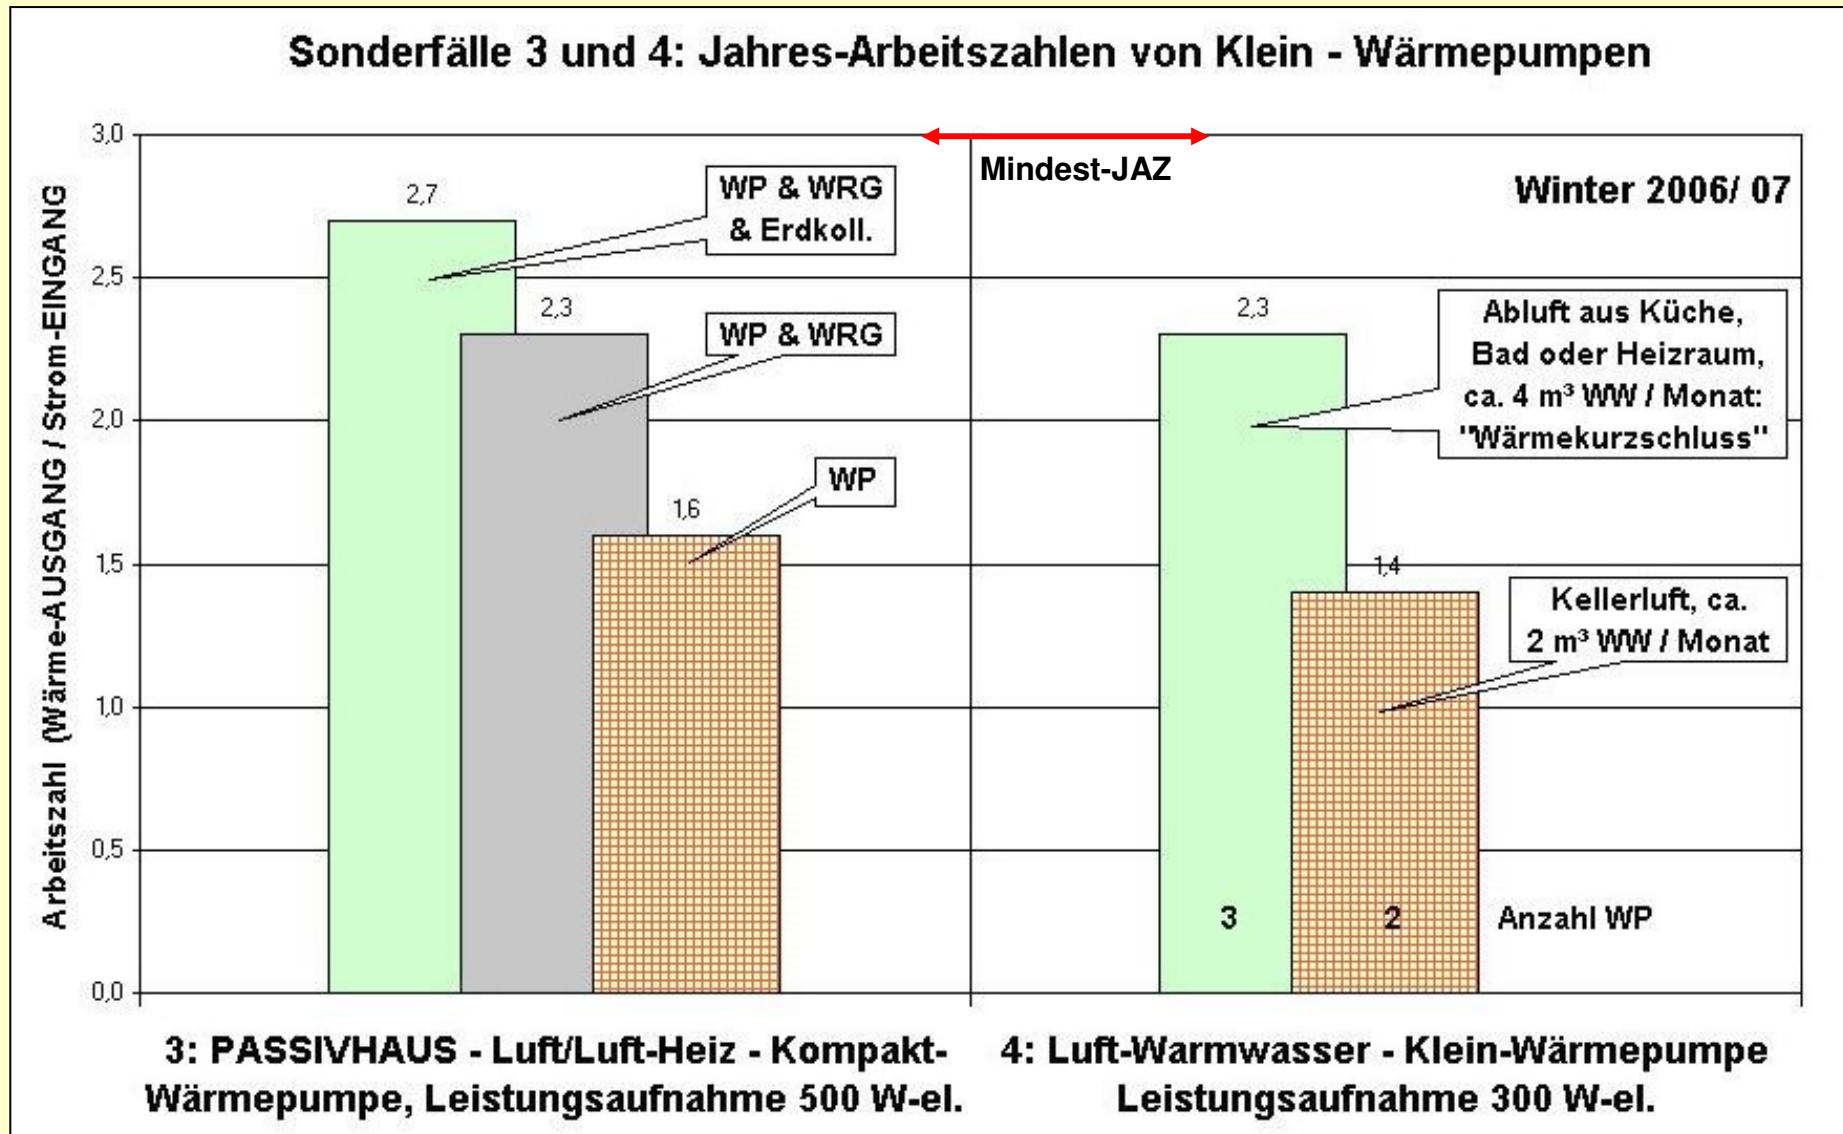 Sonderfälle 3 und 4: Jahres-Arbeitszahlen von Klein - Wärmepumpen
Arbeitszahl (Wärme-AUSGANG / Strom-EINGANG
3,0
2,5
2,0
1,5
1,0
0,5
0,0
Mindest-JAZ
Winter 2006/ 07
2,7
WP & WRG
& Erdkoll.
2,3
WP & WRG
1,6
WP
2,3
Abluft aus Küche,
Bad oder Heizraum,
ca. 4 m³ WW / Monat:
"Wärmekurzschluss"
1,4
Kellerluft, ca.
2 m³ WW / Monat
3
2
Anzahl WP
3: PASSIVHAUS - Luft/Luft-Heiz - Kompakt-
Wärmepumpe, Leistungsaufnahme 500 W-el.
4: Luft-Warmwasser - Klein-Wärmepumpe
Leistungsaufnahme 300 W-el.